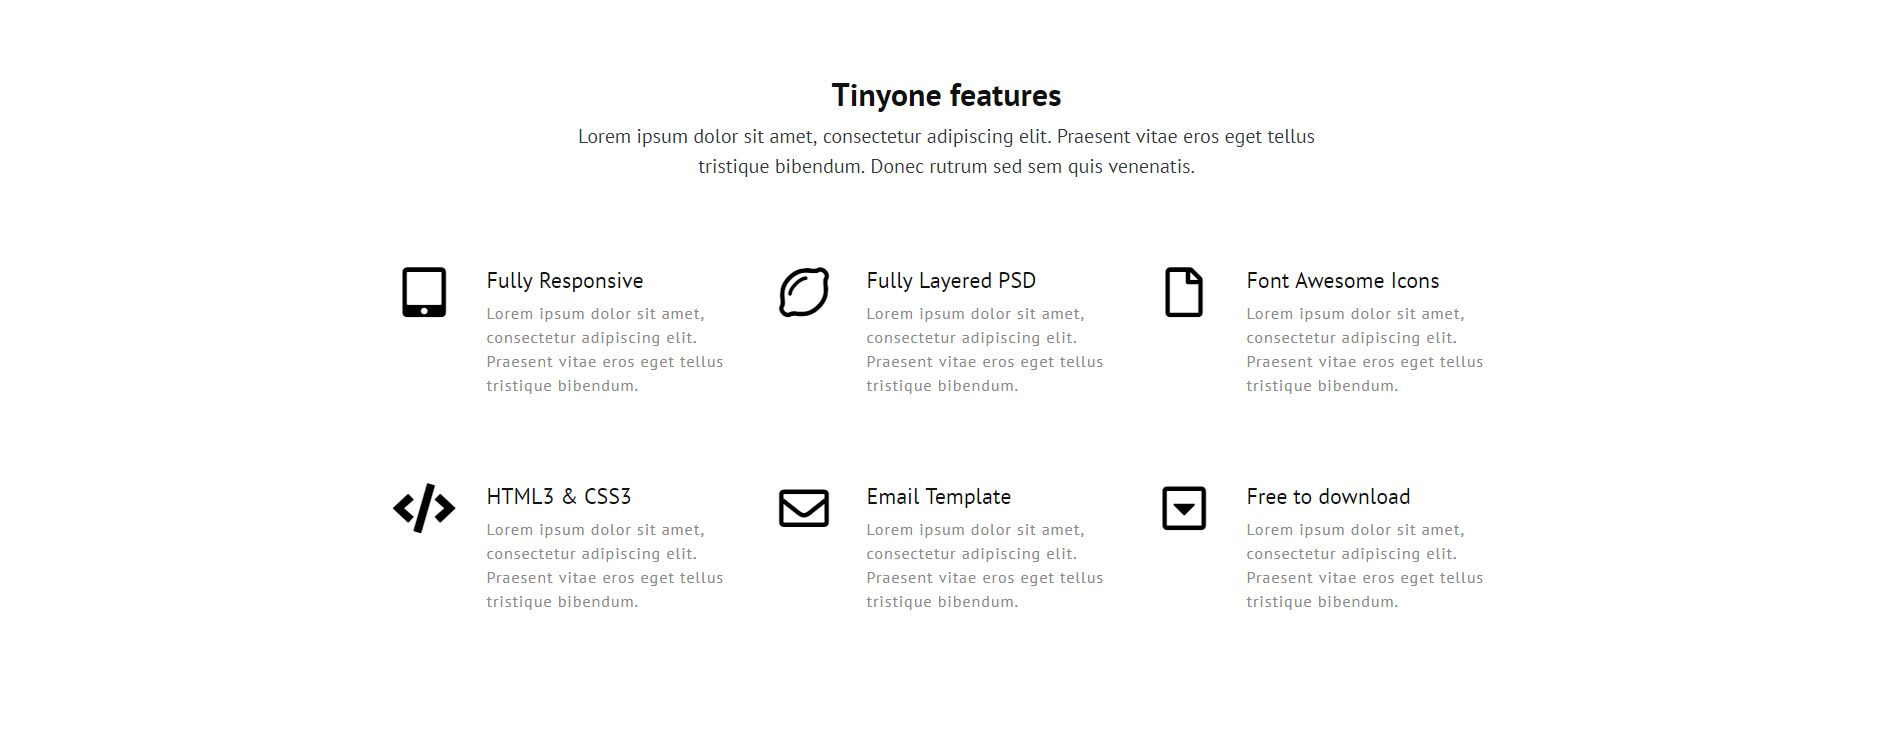 Tinyone features
Lorem ipsum dolor sit amet, consectetur adipiscing elit. Praesent vitae eros eget tellus
tristique bibendum. Donec rutrum sed sem quis venenatis.
Fully Responsive
Lorem ipsum dolor sit amet,
consectetur adipiscing elit.
Praesent vitae eros eget tellus
tristique bibendum.
Fully Layered PSD
Lorem ipsum dolor sit amet,
consectetur adipiscing elit.
Praesent vitae eros eget tellus
tristique bibendum.
Font Awesome Icons
Lorem ipsum dolor sit amet,
consectetur adipiscing elit.
Praesent vitae eros eget tellus
tristique bibendum.
HTML3 & CSS3
Lorem ipsum dolor sit amet,
consectetur adipiscing elit.
Praesent vitae eros eget tellus
tristique bibendum.
Email Template
Lorem ipsum dolor sit amet,
consectetur adipiscing elit.
Praesent vitae eros eget tellus
tristique bibendum.
Free to download
Lorem ipsum dolor sit amet,
consectetur adipiscing elit.
Praesent vitae eros eget tellus
tristique bibendum.